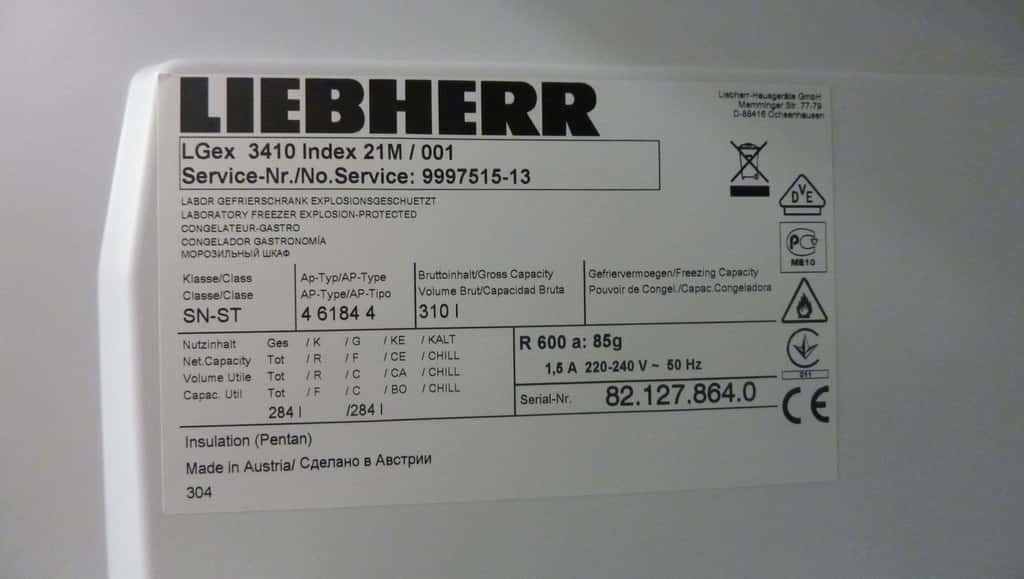 LIEBHERR
Liebherr-Hausgeräte GmbH
Memminger Str. 77-79
D-88416 Ochsenhausen
LGex 3410 Index 21M / 001
Service-Nr./No.Service: 9997515-13
LABOR GEFRIERSCHRANK EXPLOSIONSGESCHUETZT
LABORATORY FREEZER EXPLOSION-PROTECTED
CONGELATEUR-GASTRO
CONGELADOR GASTRONOMÍA
МОРОЗИЛЬНЫЙ ШКАФ
DVE
PC
ME10
Klasse/Class
Classe/Clase
SN-ST
Ap-Typ/AP-Type
AP-Type/AP-Tipo
4 6184 4
Bruttoinhalt/Gross Capacity
Volume Brut/Capacidad Bruta
310 l
Gefriervermoegen/Freezing Capacity
Pouvoir de Congel./Capac.Congeladora
Nutzinhalt Ges / K / G / KE / KALT
Net.Capacity Tot / R / F / CE / CHILL
Volume Utile Tot / R / C / CA / CHILL
Capac. Util Tot / F / C / BO / CHILL
284 l /284 l
R 600 a: 85g
1,5 A 220-240 V ~ 50 Hz
Serial-Nr. 82.127.864.0
011
CE
Insulation (Pentan)
Made in Austria/ Сделано в Австрии
304